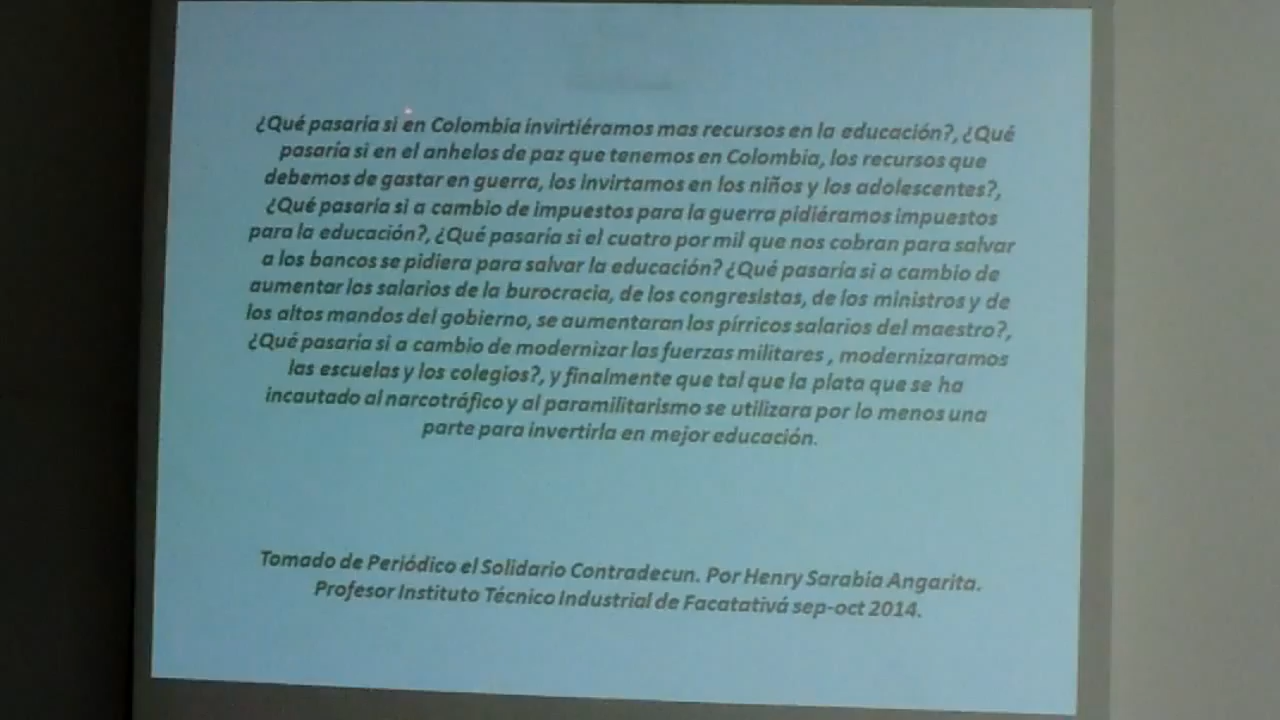 ¿Qué pasaría si en Colombia invirtiéramos mas recursos en la educación?, ¿Qué
pasaría si en el anhelos de paz que tenemos en Colombia, los recursos que
debemos de gastar en guerra, los invirtamos en los niños y los adolescentes?,
¿Qué pasaría si a cambio de impuestos para la guerra pidiéramos impuestos
para la educación?, ¿Qué pasaría si el cuatro por mil que nos cobran para salvar
a los bancos se pidiera para salvar la educación? ¿Qué pasaría si a cambio de
aumentar los salarios de la burocracia, de los congresistas, de los ministros y de
los altos mandos del gobierno, se aumentaran los pírricos salarios del maestro?,
¿Qué pasaría si a cambio de modernizar las fuerzas militares , modernizaramos
las escuelas y los colegios?, y finalmente que tal que la plata que se ha
incautado al narcotráfico y al paramilitarismo se utilizara por lo menos una
parte para invertirla en mejor educación.
Tomado de Periódico el Solidario Contradecun. Por Henry Sarabia Angarita.
Profesor Instituto Técnico Industrial de Facatativá sep-oct 2014.